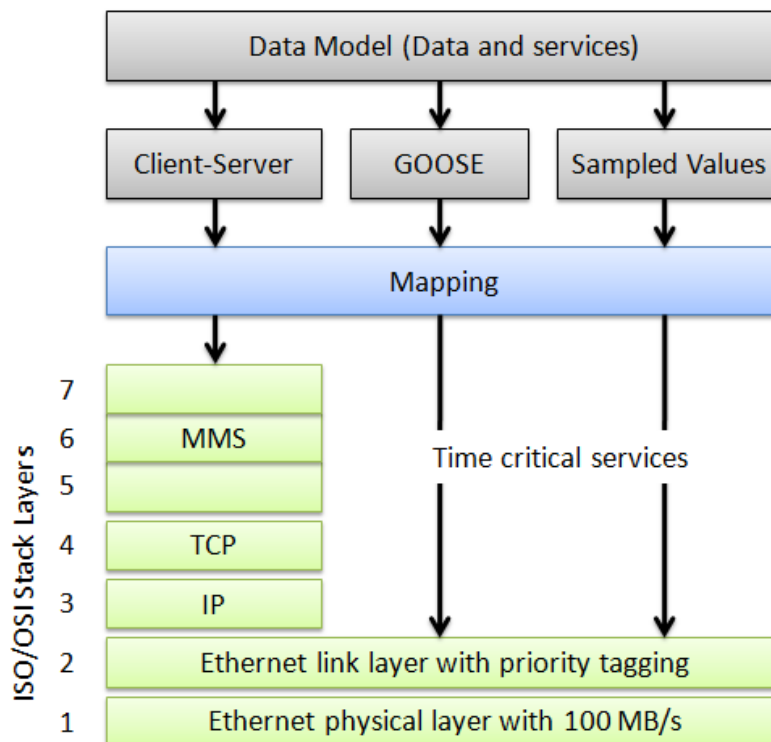 Data Model (Data and services)
Client-Server
GOOSE
Sampled Values
Mapping
Time critical services
ISO/OSI Stack Layers
7
6
MMS
5
4
TCP
3
IP
2
Ethernet link layer with priority tagging
1
Ethernet physical layer with 100 MB/s